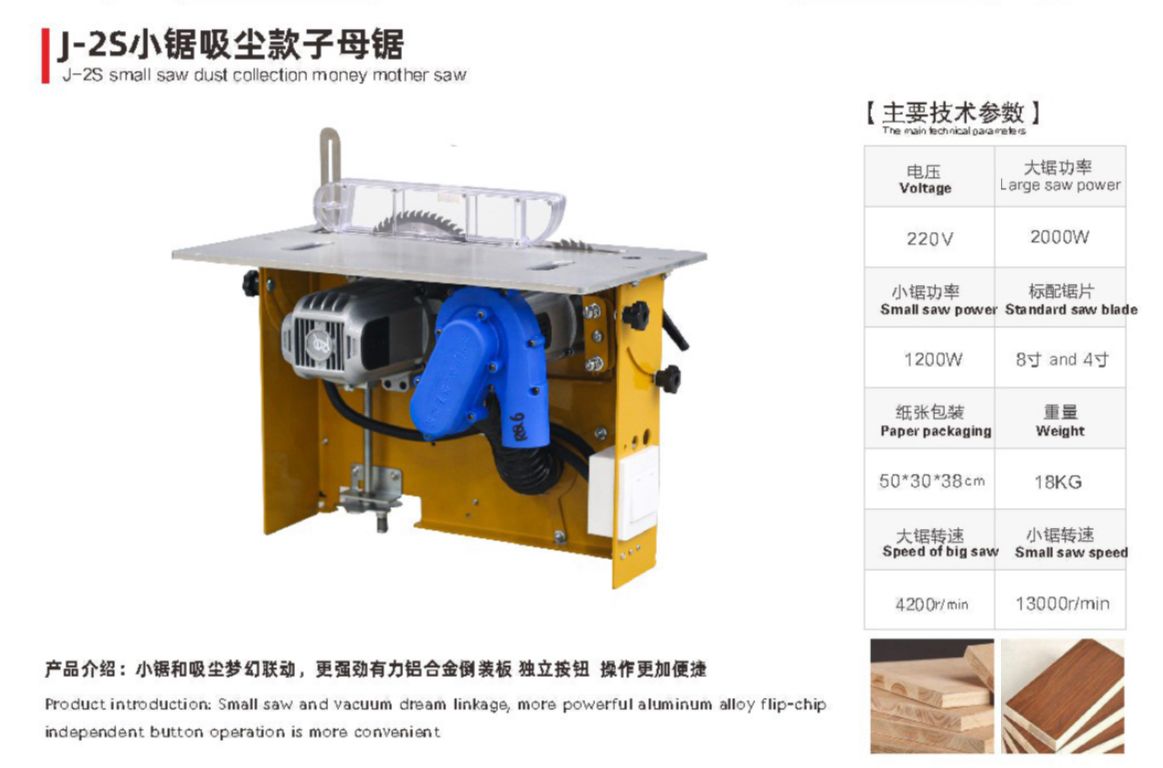 J-2S小锯吸尘款子母锯
J-2S small saw dust collection money mother saw
【 主要技术参数 】
The main technical parameters
电压 大锯功率
Voltage Large saw power
220V 2000W
小锯功率 标配锯片
Small saw power Standard saw blade
1200W 8寸 and 4寸
纸张包装 重量
Paper packaging Weight
50*30*38cm 18KG
大锯转速 小锯转速
Speed of big saw Small saw speed
4200r/min 13000r/min
产品介绍：小锯和吸尘梦幻联动，更强劲有力铝合金倒装板 独立按钮 操作更加便捷
Product introduction: Small saw and vacuum dream linkage, more powerful aluminum alloy flip-chip
independent button operation is more convenient